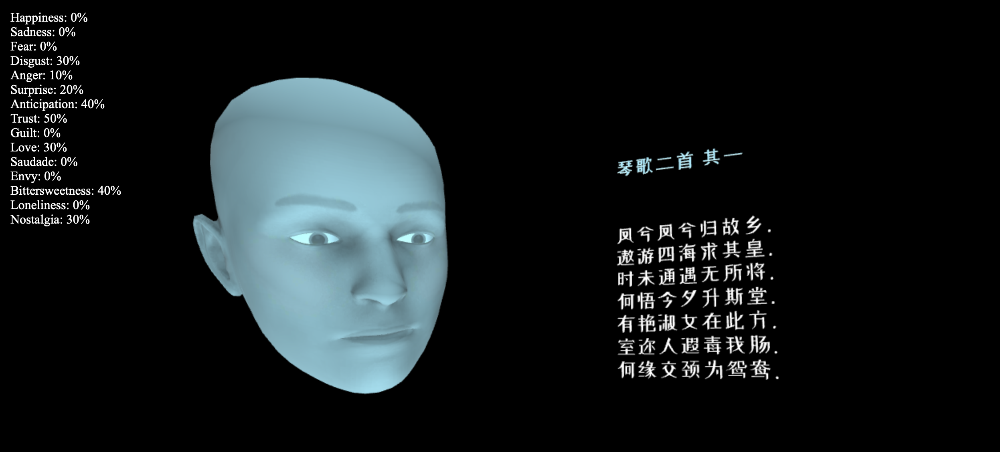 Happiness: 0%
Sadness: 0%
Fear: 0%
Disgust: 30%
Anger: 10%
Surprise: 20%
Anticipation: 40%
Trust: 50%
Guilt: 0%
Love: 30%
Saudade: 0%
Envy: 0%
Bittersweetness: 40%
Loneliness: 0%
Nostalgia: 30%
琴歌二首 其一
凤兮凤兮归故乡.
遨游四海求其皇.
时未通遇无所将.
何悟今夕升斯堂.
有艳淑女在此方.
室迩人遐毒我肠.
何缘交颈为鸳鸯.